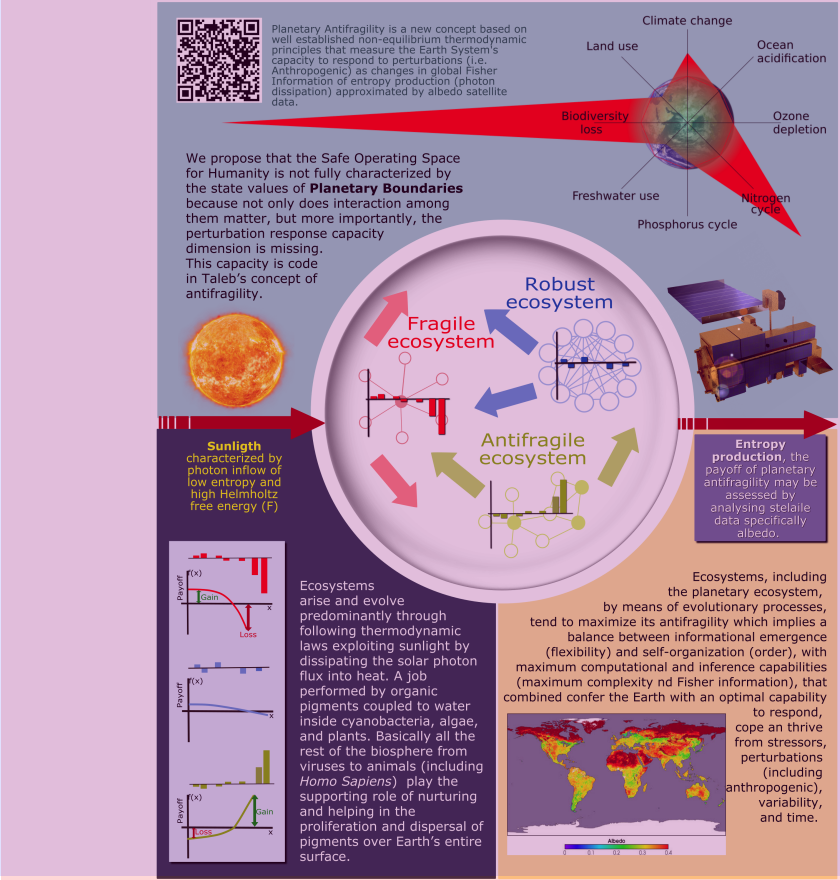 Planetary Antifragility is a new concept based on
well established non-equilibrium thermodynamic
principles that measure the Earth System's
capacity to respond to perturbations (i.e.
Anthropogenic) as changes in global Fisher
Information of entropy production (photon
dissipation) approximated by albedo satellite
data.
Climate change
Land use
Ocean
acidification
Biodiversity
loss
Ozone
depletion
Freshwater use
Nitrogen
cycle
Phosphorus cycle
We propose that the Safe Operating Space
for Humanity is not fully characterized by
the state values of Planetary Boundaries
because not only does interaction among
them matter, but more importantly, the
perturbation response capacity
dimension is missing.
This capacity is code
in Taleb's concept of
antifragility.
Robust
ecosystem
Fragile
ecosystem
Antifragile
ecosystem
Sunligth
characterized by
photon inflow of
low entropy and
high Helmholtz
free energy (F)
Entropy
production, the
payoff of planetary
antifragility may be
assessed by
analysing stelaile
data specifically
albedo.
Payoff
f(x)
Gain
x
Loss
Payoff
f(x)
x
Payoff
f(x)
Gain
Loss
x
Ecosystems
arise and evolve
predominantly through
following thermodynamic
laws exploiting sunlight by
dissipating the solar photon
flux into heat. A job
performed by organic
pigments coupled to water
inside cyanobacteria, algae,
and plants. Basically all the
rest of the biosphere from
viruses to animals (including
Homo Sapiens) play the
supporting role of nurturing
and helping in the
proliferation and dispersal of
pigments over Earth's entire
surface.
Ecosystems, including
the planetary ecosystem,
by means of evolutionary processes,
tend to maximize its antifragility which implies a
balance between informational emergence
(flexibility) and self-organization (order), with
maximum computational and inference capabilities
(maximum complexity nd Fisher information), that
combined confer the Earth with an optimal capability
to respond,
cope an thrive
from stressors,
perturbations
(including
anthropogenic),
variability,
and time.
Albedo
0 0.1 0.2 0.3 0.4